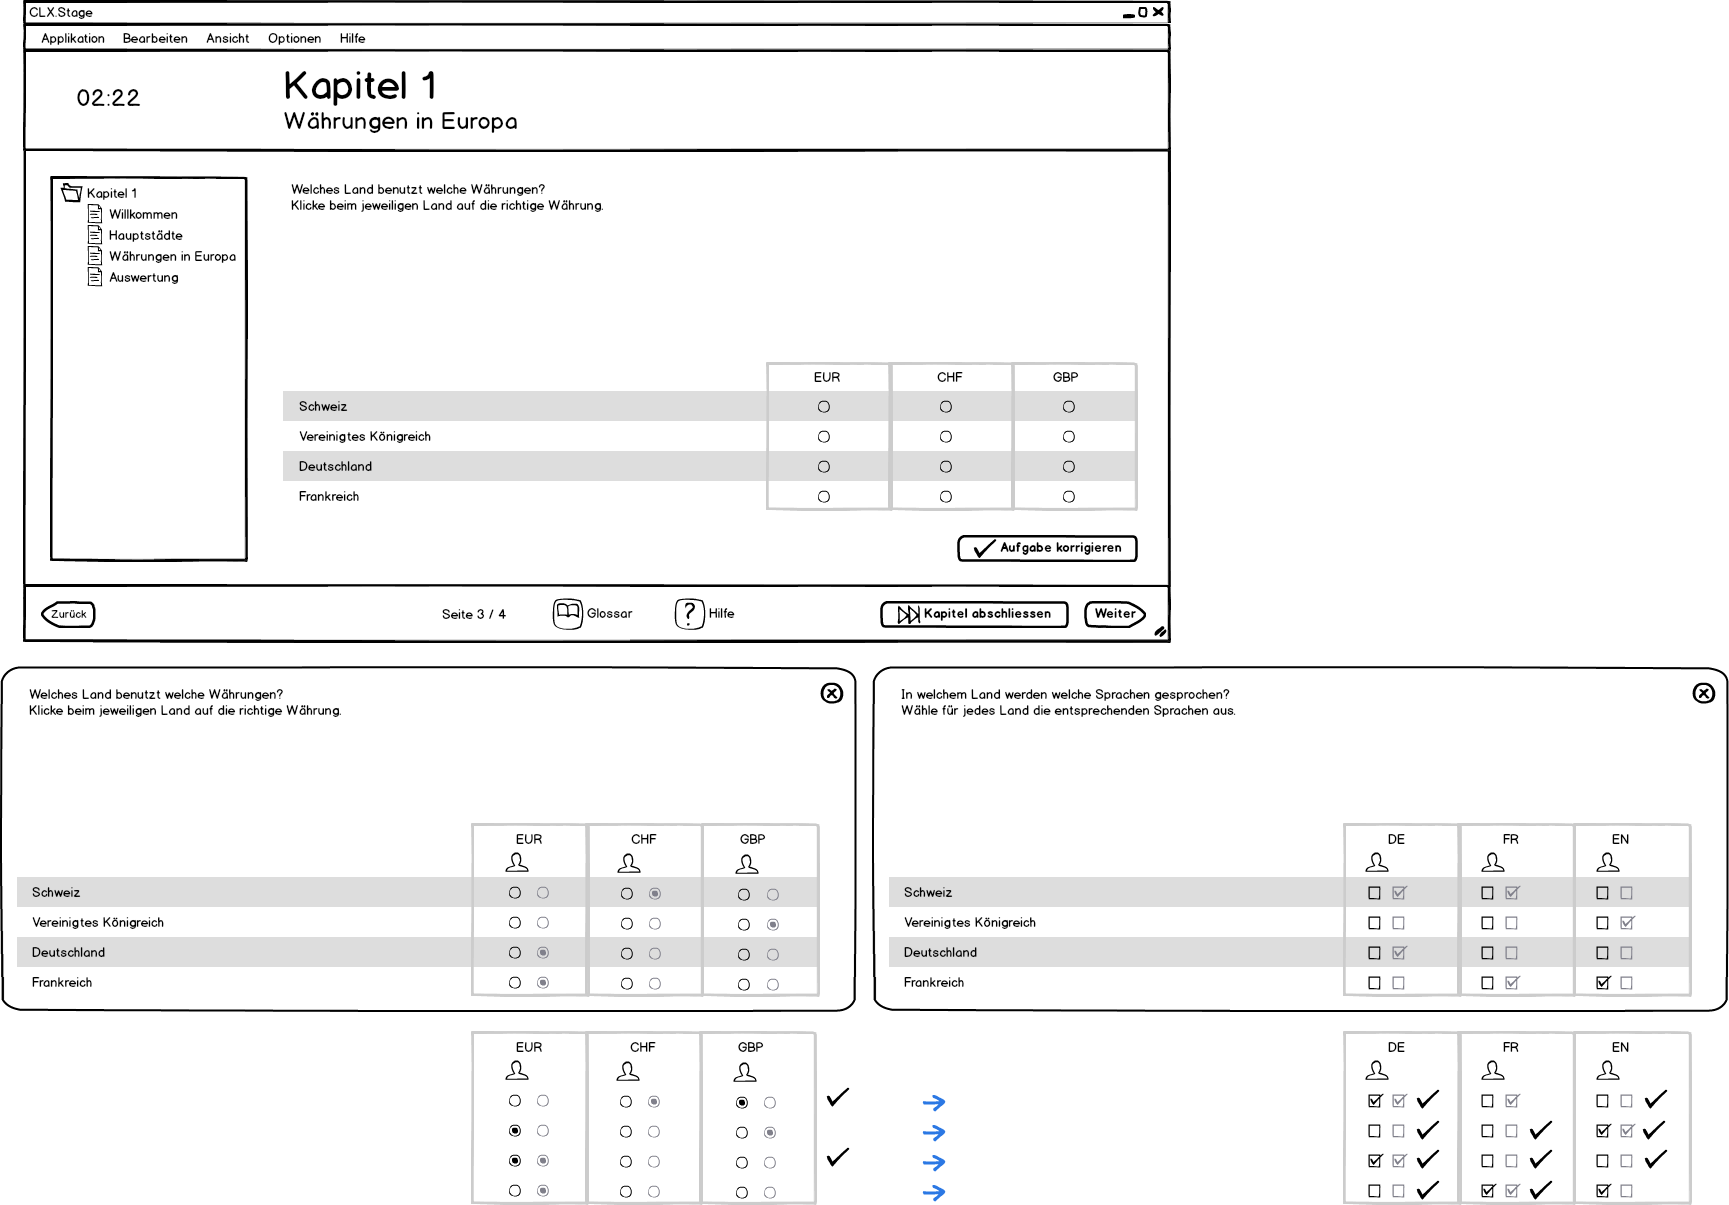 CLX.Stage
Applikation Bearbeiten Ansicht Optionen Hilfe
02:22
Kapitel 1
Währungen in Europa
Kapitel 1
Willkommen
Hauptstädte
Währungen in Europa
Auswertung
Welches Land benutzt welche Währungen?
Klicke beim jeweiligen Land auf die richtige Währung.
EUR CHF GBP
Schweiz
Vereinigtes Königreich
Deutschland
Frankreich
Aufgabe korrigieren
Zurück Seite 3 / 4 Glossar ? Hilfe Kapitel abschliessen Weiter
Welches Land benutzt welche Währungen?
Klicke beim jeweiligen Land auf die richtige Währung.
EUR CHF GBP
Schweiz
Vereinigtes Königreich
Deutschland
Frankreich
In welchem Land werden welche Sprachen gesprochen?
Wähle für jedes Land die entsprechenden Sprachen aus.
DE FR EN
Schweiz
Vereinigtes Königreich
Deutschland
Frankreich
EUR CHF GBP
DE FR EN